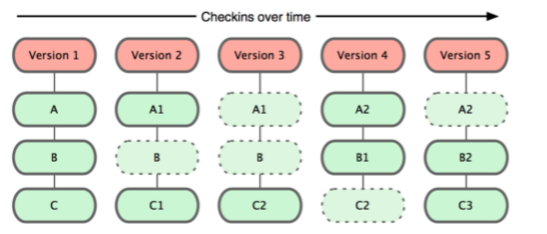 Checkins over time
Version 1 Version 2 Version 3 Version 4 Version 5
A A1 A1 A2 A2
B B B B1 B2
C C1 C2 C2 C3